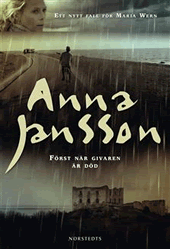 Ett nytt fall för Maria Wern
Anna
Jansson
Först när givaren
är död
NORSTEDTS